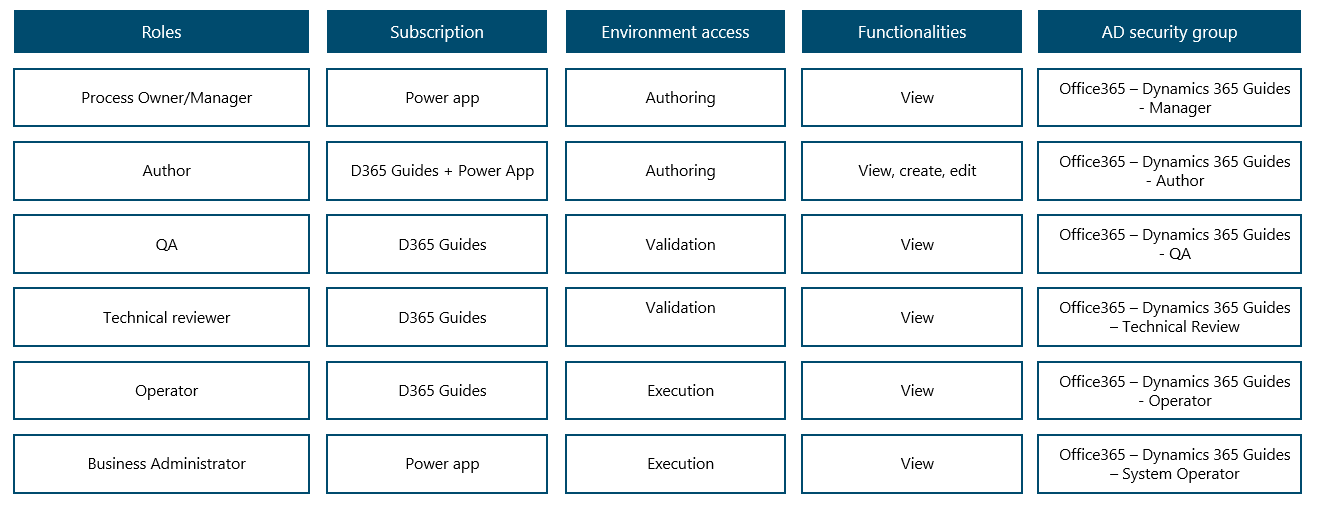 Roles
Subscription
Environment access
Functionalities
AD security group
Process Owner/Manager
Power app
Authoring
View
Office365 – Dynamics 365 Guides
- Manager
Author
D365 Guides + Power App
Authoring
View, create, edit
Office365 – Dynamics 365 Guides
- Author
QA
D365 Guides
Validation
View
Office365 – Dynamics 365 Guides
- QA
Technical reviewer
D365 Guides
Validation
View
Office365 – Dynamics 365 Guides
– Technical Review
Operator
D365 Guides
Execution
View
Office365 – Dynamics 365 Guides
- Operator
Business Administrator
Power app
Execution
View
Office365 – Dynamics 365 Guides
– System Operator